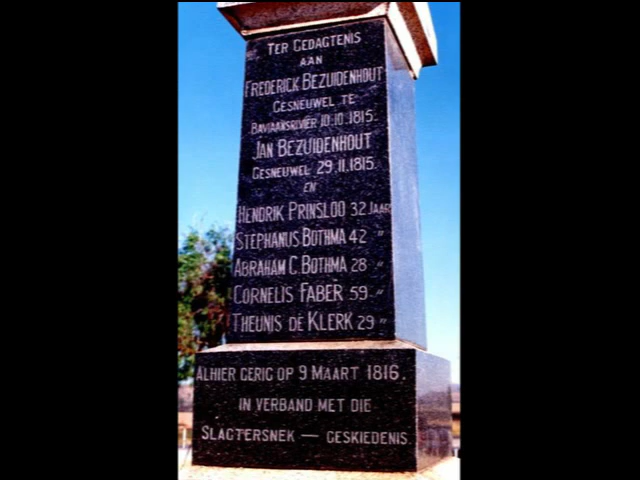 TER GEDAGTENIS
AAN
FREDERICK BEZUIDENHOUT
GESNEUWEL TE
BAVIAANSRIVIER 10.10.1815.
JAN BEZUIDENHOUT
GESNEUWEL 29.11.1815.
EN
HENDRIK PRINSLOO 32 JAAR
STEPHANUS BOTHMA 42 "
ABRAHAM C. BOTHMA 28 "
CORNELIS FABER 59 "
THEUNIS DE KLERK 29 "
ALHIER GERIG OP 9 MAART 1816.
IN VERBAND MET DIE
SLAGTERSNEK — GESKIEDENIS.